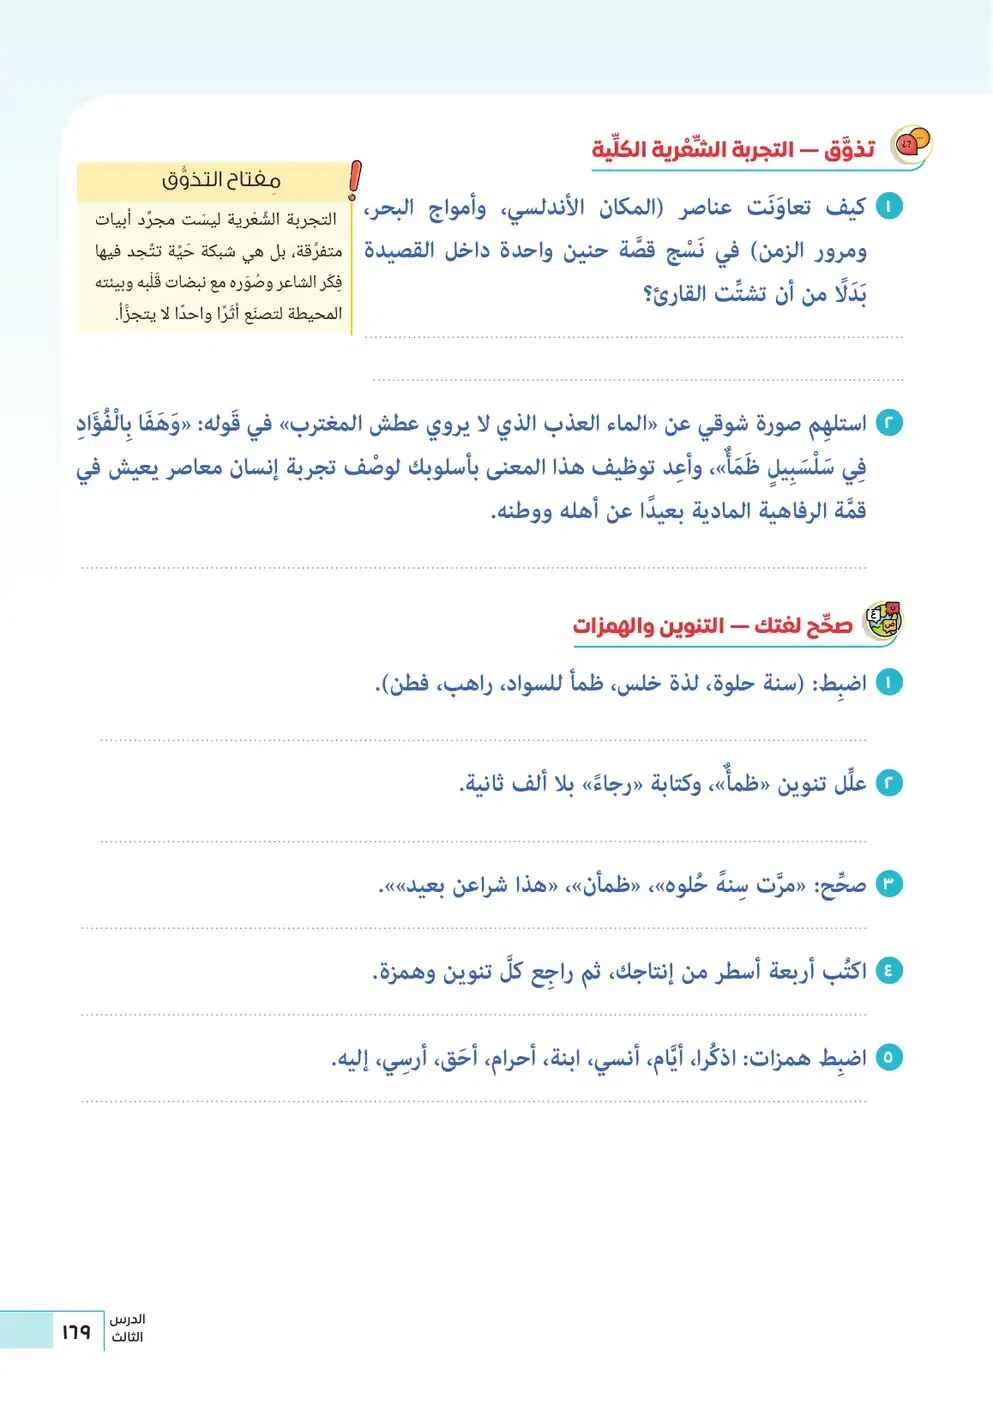 تذوَّق — التجربة الشِّعْرية الكلِّية
مِفتاح التذوُّق
التجربة الشِّعْرية ليسَت مجرَّد أبيات
متفرِّقة، بل هي شبكة حَيَّة تتَّحِد فيها
فِكَر الشاعر وصُوَره مع نبضات قَلْبه وبيئته
المحيطة لتصنَع أثَرًا واحدًا لا يتجزَّأ.
١ كيف تعاوَنَت عناصر (المكان الأندلسي، وأمواج البحر،
ومرور الزمن) في نَسْج قصَّة حنين واحدة داخل القصيدة
بَدَلًا من أن تشتِّت القارئ؟
٢ استلهِم صورة شوقي عن «الماء العذب الذي لا يروي عطش المغترب» في قَوله: «وَهَفَا بِالْفُؤَادِ
فِي سَلْسَبِيلٍ ظَمَأٌ»، وأعِد توظيف هذا المعنى بأسلوبك لوصْف تجربة إنسان معاصر يعيش في
قمَّة الرفاهية المادية بعيدًا عن أهله ووطنه.
صحِّح لغتك — التنوين والهمزات
١ اضبِط: (سنة حلوة، لذة خلس، ظمأ للسواد، راهب، فطن).
٢ علِّل تنوين «ظمأٌ»، وكتابة «رجاءً» بلا ألف ثانية.
٣ صحِّح: «مرَّت سِنةً حُلوه»، «ظمأن»، «هذا شراعن بعيد»».
٤ اكتُب أربعة أسطر من إنتاجك، ثم راجِع كلَّ تنوين وهمزة.
٥ اضبِط همزات: اذكُرا، أيَّام، أنسي، ابنة، أحرام، أحَق، أرسِي، إليه.
الدرس
الثالث
١٦٩